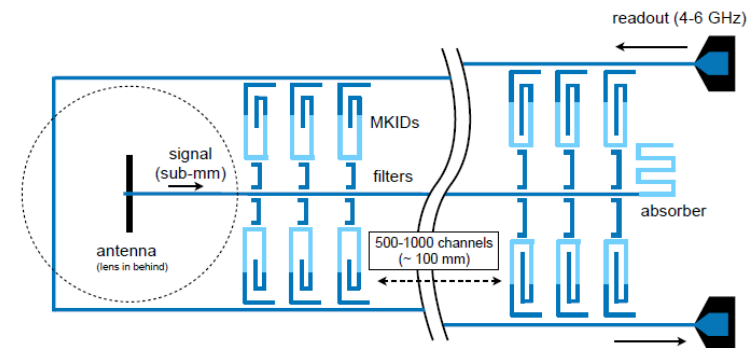 readout (4-6 GHz)
MKIDs
signal
(sub-mm)
filters
absorber
antenna
(lens in behind)
500-1000 channels
(~ 100 mm)